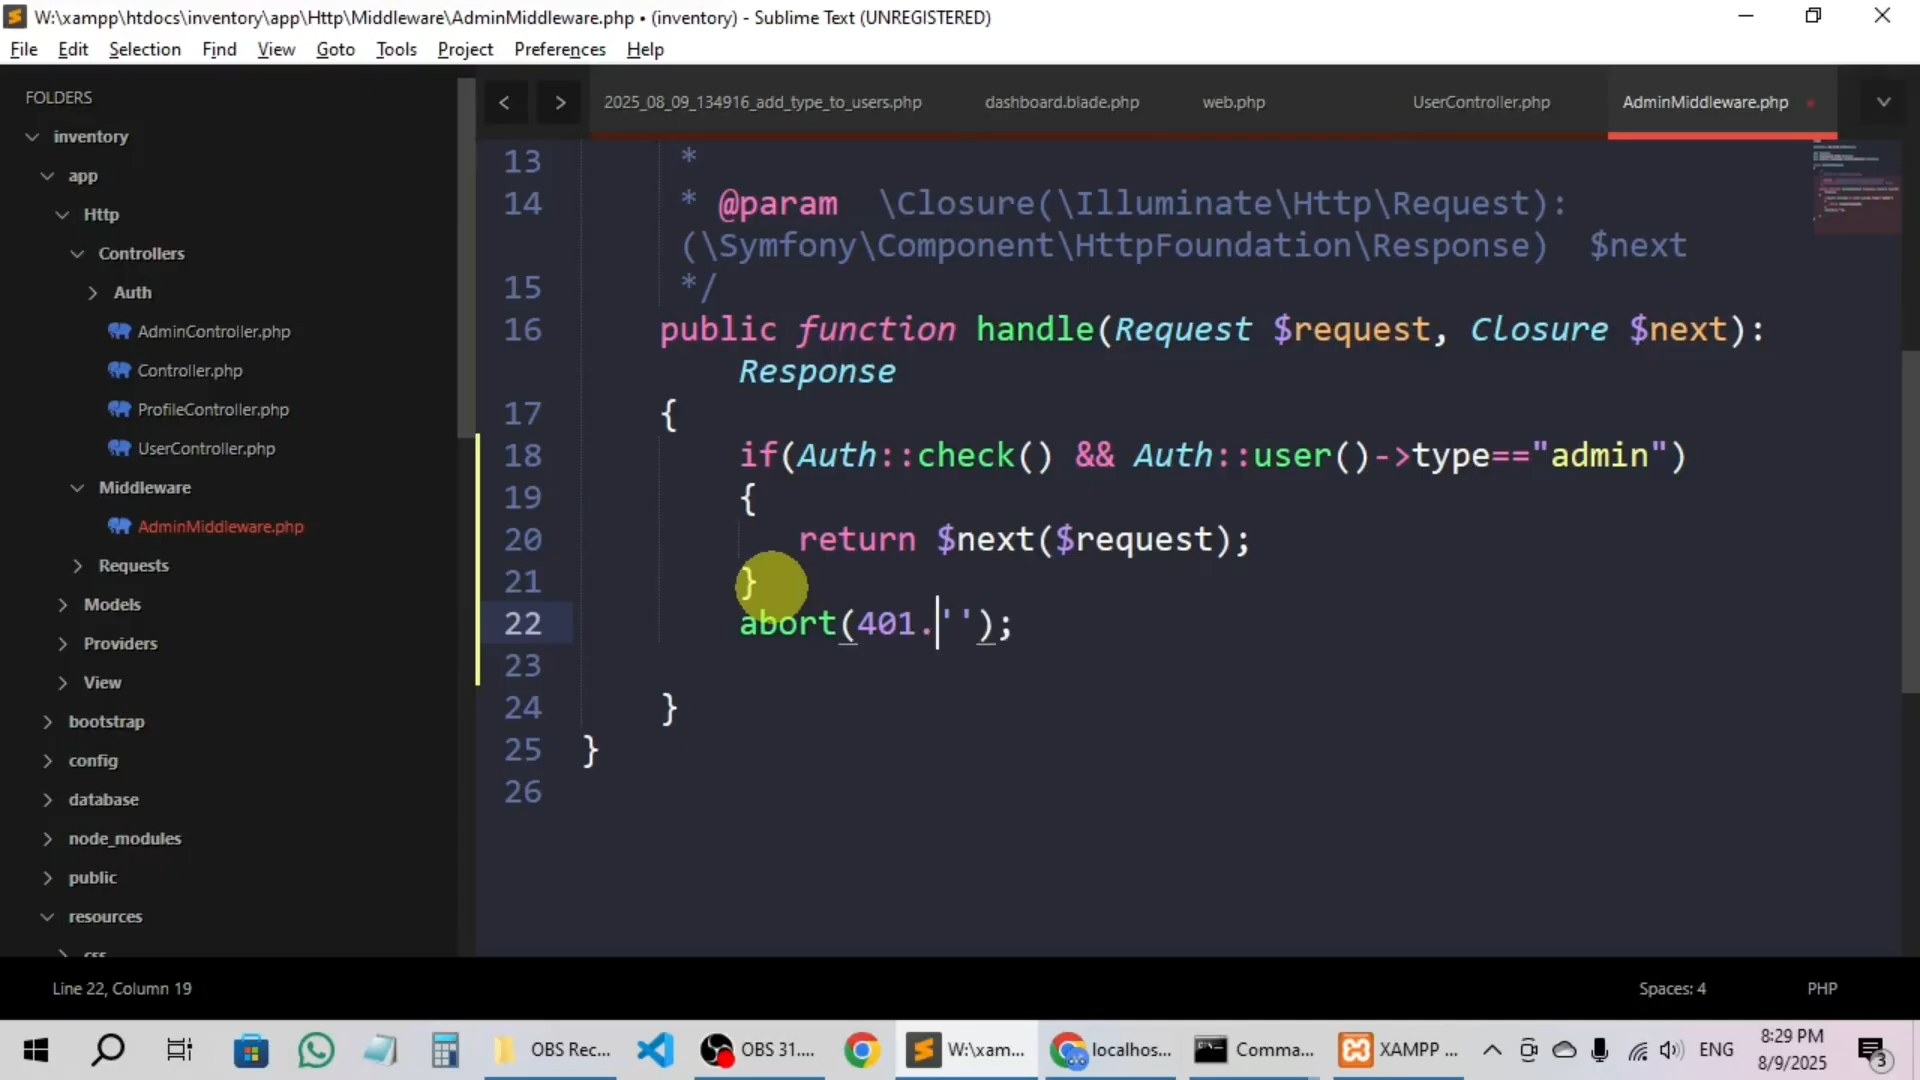 W:\xampp\htdocs\inventory\app\Http\Middleware\AdminMiddleware.php • (inventory) - Sublime Text (UNREGISTERED)
File Edit Selection Find View Goto Tools Project Preferences Help
FOLDERS
inventory
app
Http
Controllers
Auth
AdminController.php
Controller.php
ProfileController.php
UserController.php
Middleware
AdminMiddleware.php
Requests
Models
Providers
View
bootstrap
config
database
node_modules
public
resources
css
2025_08_09_134916_add_type_to_users.php dashboard.blade.php web.php UserController.php AdminMiddleware.php
13 *
14 * @param  \Closure(\Illuminate\Http\Request):
(\Symfony\Component\HttpFoundation\Response)  $next
15 */
16 public function handle(Request $request, Closure $next):
Response
17 {
18 if(Auth::check() && Auth::user()->type=="admin")
19 {
20 return $next($request);
21 }
22 abort(401.'');
23
24 }
25 }
26
Line 22, Column 19 Spaces: 4 PHP
OBS Rec... OBS 31.... W:\xam... localhos... Comma... XAMPP ... ENG 8:29 PM
8/9/2025
3